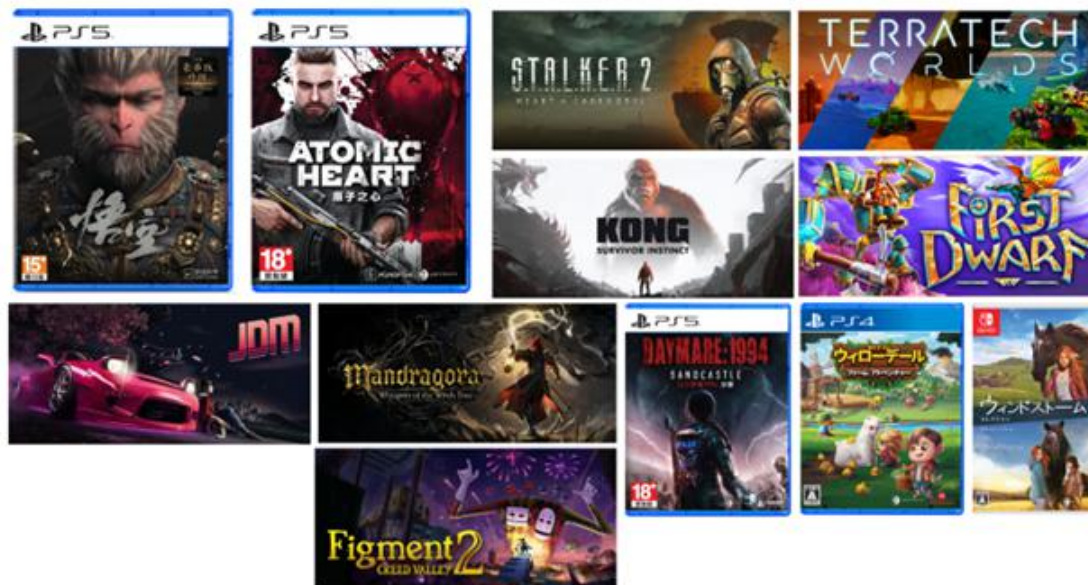 PS5
悟空
15+
PS5
ATOMIC
HEART
原子之心
18+
S.T.A.L.K.E.R. 2
HEART OF CHORNOBYL
TERRATECH
WORLDS
KONG
SURVIVOR INSTINCT
FIRST
DWARF
JDM
Mandragora
Whispers of the Witch Tree
PS5
DAYMARE:1994
SANDCASTLE
18+
PS4
ウィローデール
ファーム アドベンチャー
A
ウィンドストーム
Figment 2
CREED VALLEY